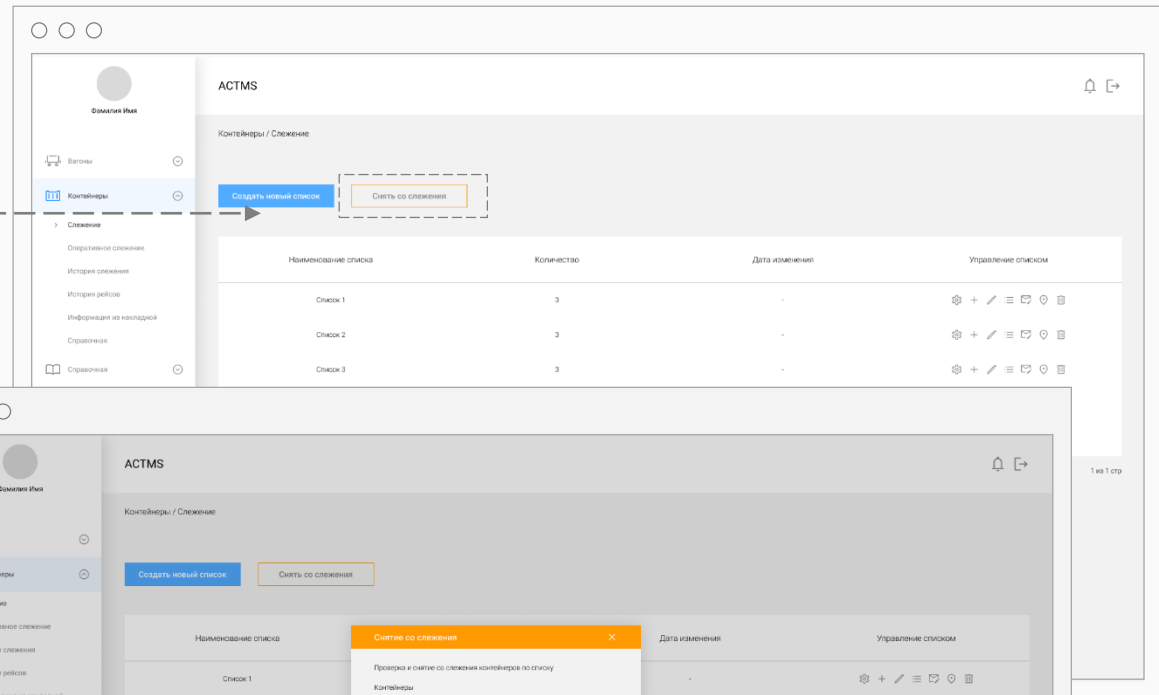 ACTMS
Фамилия Имя
Контейнеры / Слежение
Вагоны
Контейнеры
Создать новый список
Снять со слежения
Слежение
Оперативное слежение
История слежения
История рейсов
Информация из накладной
Справочная
Справочная
Наименование списка Количество Дата изменения Управление списком
Список 1 3 -
Список 2 3 -
Список 3 3 -
1 из 1 стр
ACTMS
Фамилия Имя
Контейнеры / Слежение
Создать новый список
Снять со слежения
слежения
рейсов
Наименование списка
Снятие со слежения
Дата изменения Управление списком
Проверка и снятие со слежения контейнеров по списку
Список 1 -
Контейнеры